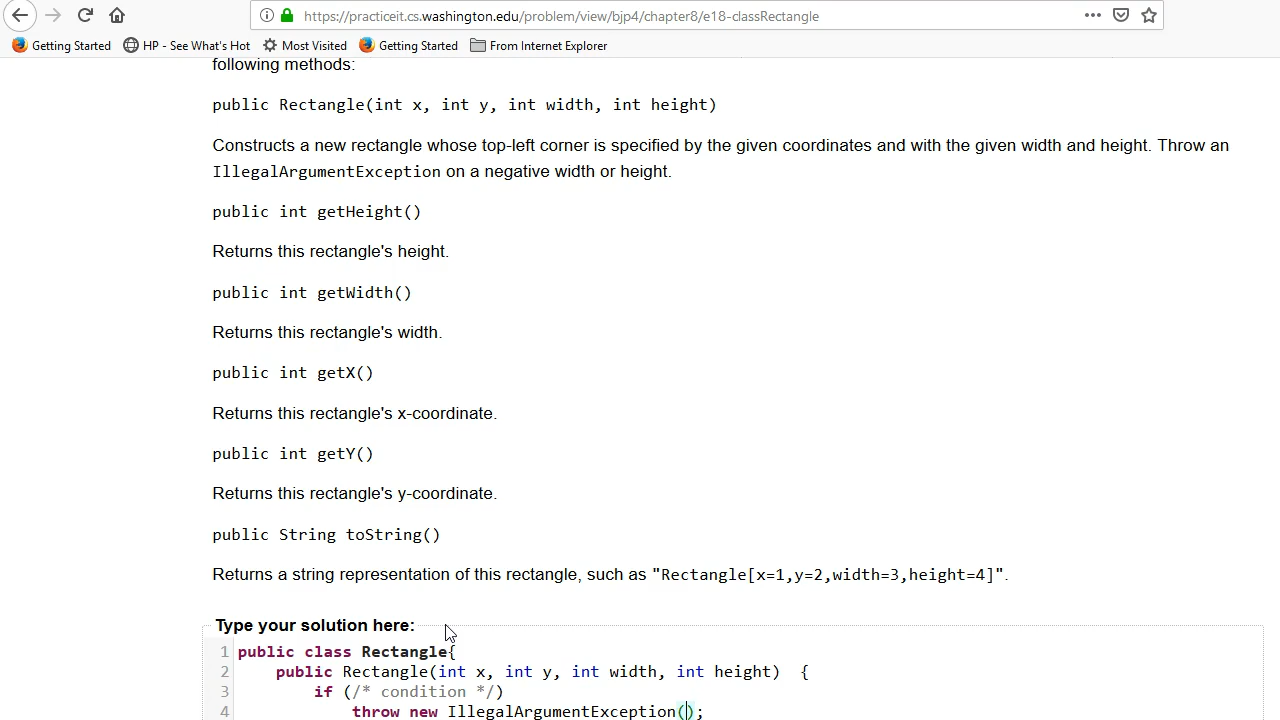 https://practiceit.cs.washington.edu/problem/view/bjp4/chapter8/e18-classRectangle
Getting Started HP - See What's Hot Most Visited Getting Started From Internet Explorer
following methods:
public Rectangle(int x, int y, int width, int height)
Constructs a new rectangle whose top-left corner is specified by the given coordinates and with the given width and height. Throw an
IllegalArgumentException on a negative width or height.
public int getHeight()
Returns this rectangle's height.
public int getWidth()
Returns this rectangle's width.
public int getX()
Returns this rectangle's x-coordinate.
public int getY()
Returns this rectangle's y-coordinate.
public String toString()
Returns a string representation of this rectangle, such as "Rectangle[x=1,y=2,width=3,height=4]".
Type your solution here:
1 public class Rectangle{
2 public Rectangle(int x, int y, int width, int height) {
3 if (/* condition */)
4 throw new IllegalArgumentException();